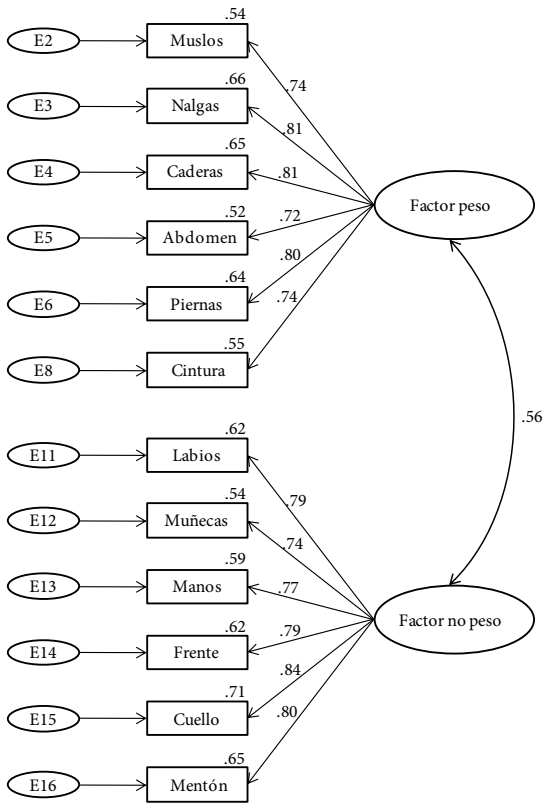 .54
E2
Muslos
.74
.66
E3
Nalgas
.81
.65
E4
Caderas
.81
Factor peso
.52
E5
Abdomen
.72
.64
E6
Piernas
.80
.55
E8
Cintura
.74
.56
.62
E11
Labios
.79
.54
E12
Muñecas
.74
.59
E13
Manos
.77
Factor no peso
.62
E14
Frente
.79
.71
E15
Cuello
.84
.65
E16
Mentón
.80